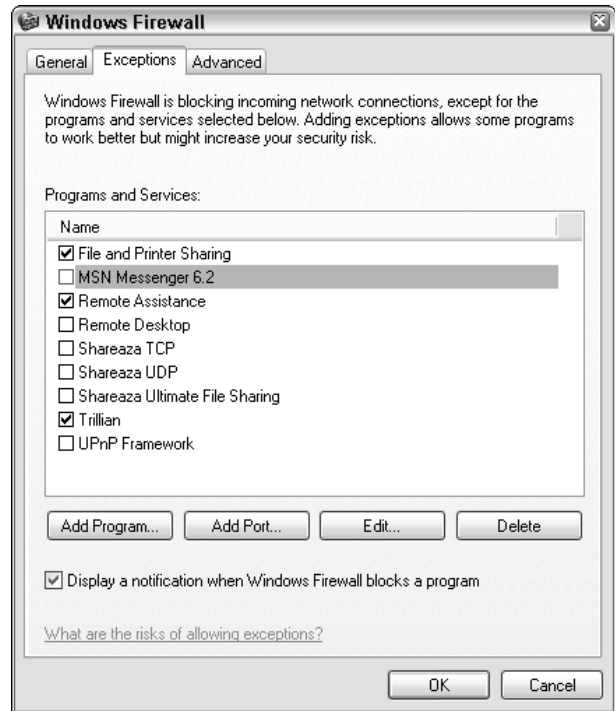 Windows Firewall
General Exceptions Advanced
Windows Firewall is blocking incoming network connections, except for the
programs and services selected below. Adding exceptions allows some programs
to work better but might increase your security risk.
Programs and Services:
Name
File and Printer Sharing
MSN Messenger 6.2
Remote Assistance
Remote Desktop
Shareaza TCP
Shareaza UDP
Shareaza Ultimate File Sharing
Trillian
UPnP Framework
Add Program... Add Port... Edit... Delete
Display a notification when Windows Firewall blocks a program
What are the risks of allowing exceptions?
OK Cancel